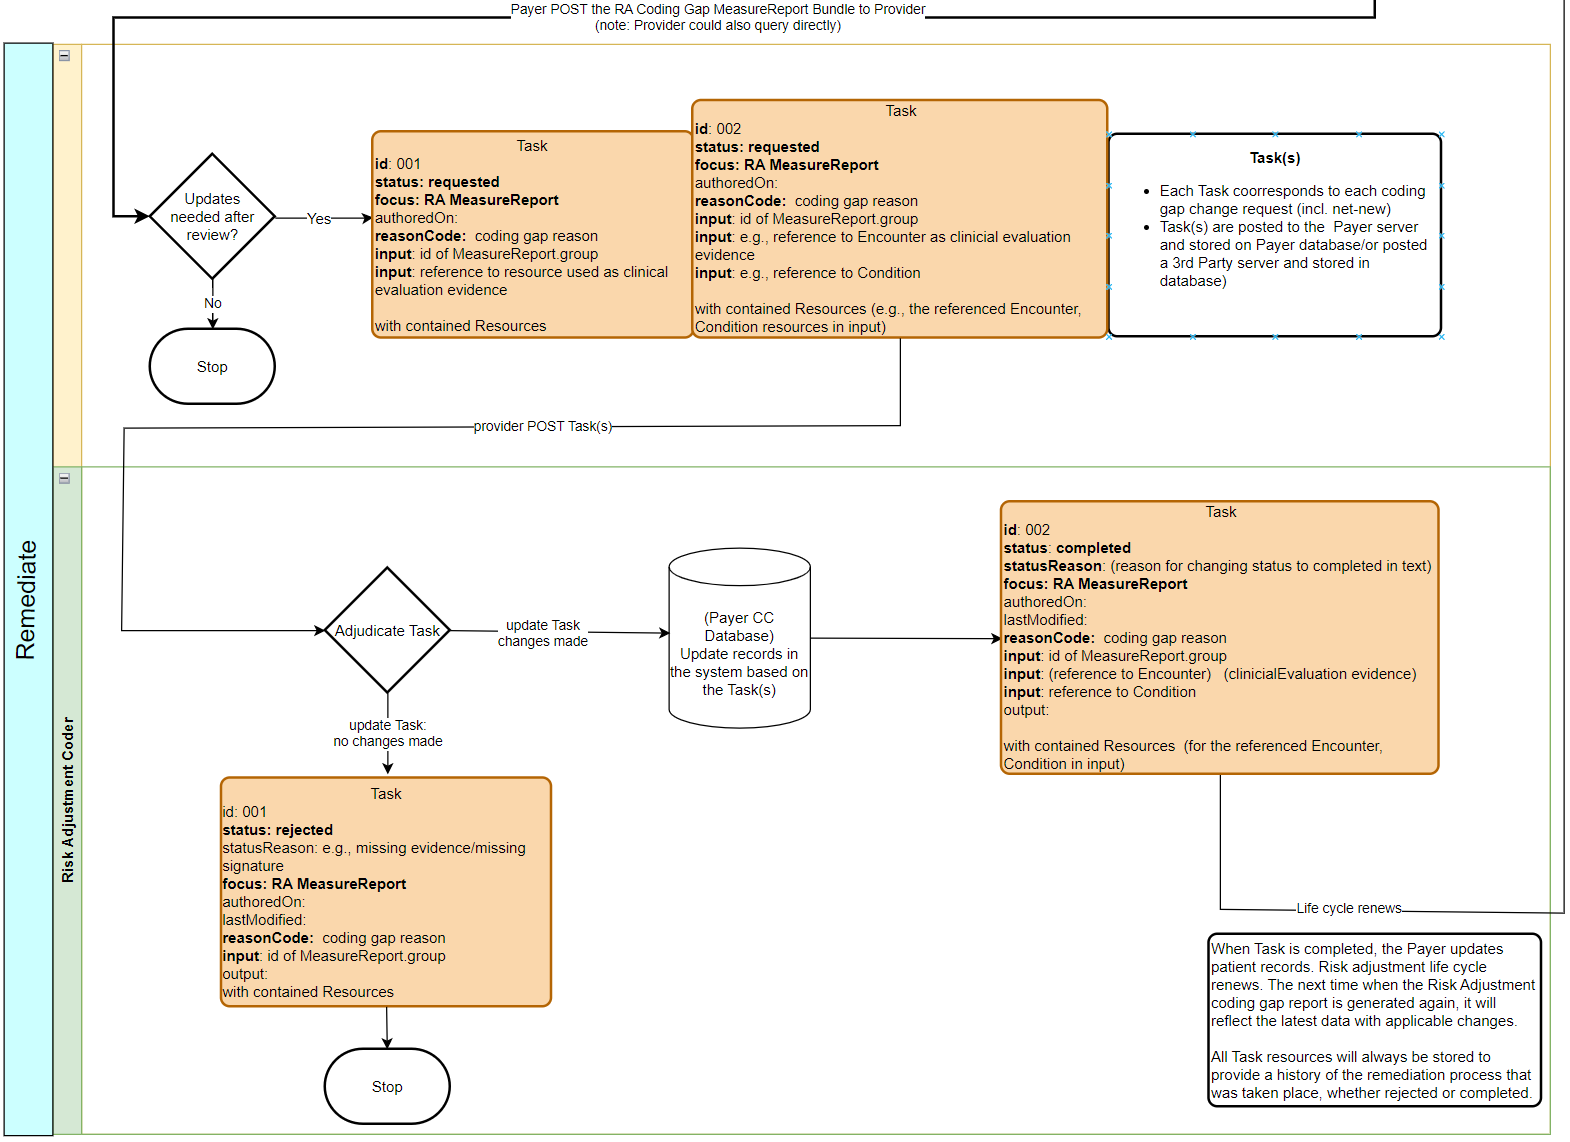 Payer POST the RA Coding Gap MeasureReport Bundle to Provider
(note: Provider could also query directly)
Remediate
Updates
needed after
review?
Yes
No
Stop
Task
id: 001
status: requested
focus: RA MeasureReport
authoredOn:
reasonCode:  coding gap reason
input: id of MeasureReport.group
input: reference to resource used as clinical
evaluation evidence
with contained Resources
Task
id: 002
status: requested
focus: RA MeasureReport
authoredOn:
reasonCode:  coding gap reason
input: id of MeasureReport.group
input: e.g., reference to Encounter as clinicial evaluation
evidence
input: e.g., reference to Condition
with contained Resources (e.g., the referenced Encounter,
Condition resources in input)
Task(s)
• Each Task coorresponds to each coding
gap change request (incl. net-new)
• Task(s) are posted to the  Payer server
and stored on Payer database/or posted
a 3rd Party server and stored in
database)
provider POST Task(s)
Risk Adjustment Coder
Adjudicate Task
update Task
changes made
update Task:
no changes made
(Payer CC
Database)
Update records in
the system based on
the Task(s)
Task
id: 002
status: completed
statusReason: (reason for changing status to completed in text)
focus: RA MeasureReport
authoredOn:
lastModified:
reasonCode:  coding gap reason
input: id of MeasureReport.group
input: (reference to Encounter)   (clinicialEvaluation evidence)
input: reference to Condition
output:
with contained Resources  (for the referenced Encounter,
Condition in input)
Task
id: 001
status: rejected
statusReason: e.g., missing evidence/missing
signature
focus: RA MeasureReport
authoredOn:
lastModified:
reasonCode:  coding gap reason
input: id of MeasureReport.group
output:
with contained Resources
Stop
Life cycle renews
When Task is completed, the Payer updates
patient records. Risk adjustment life cycle
renews. The next time when the Risk Adjustment
coding gap report is generated again, it will
reflect the latest data with applicable changes.
All Task resources will always be stored to
provide a history of the remediation process that
was taken place, whether rejected or completed.